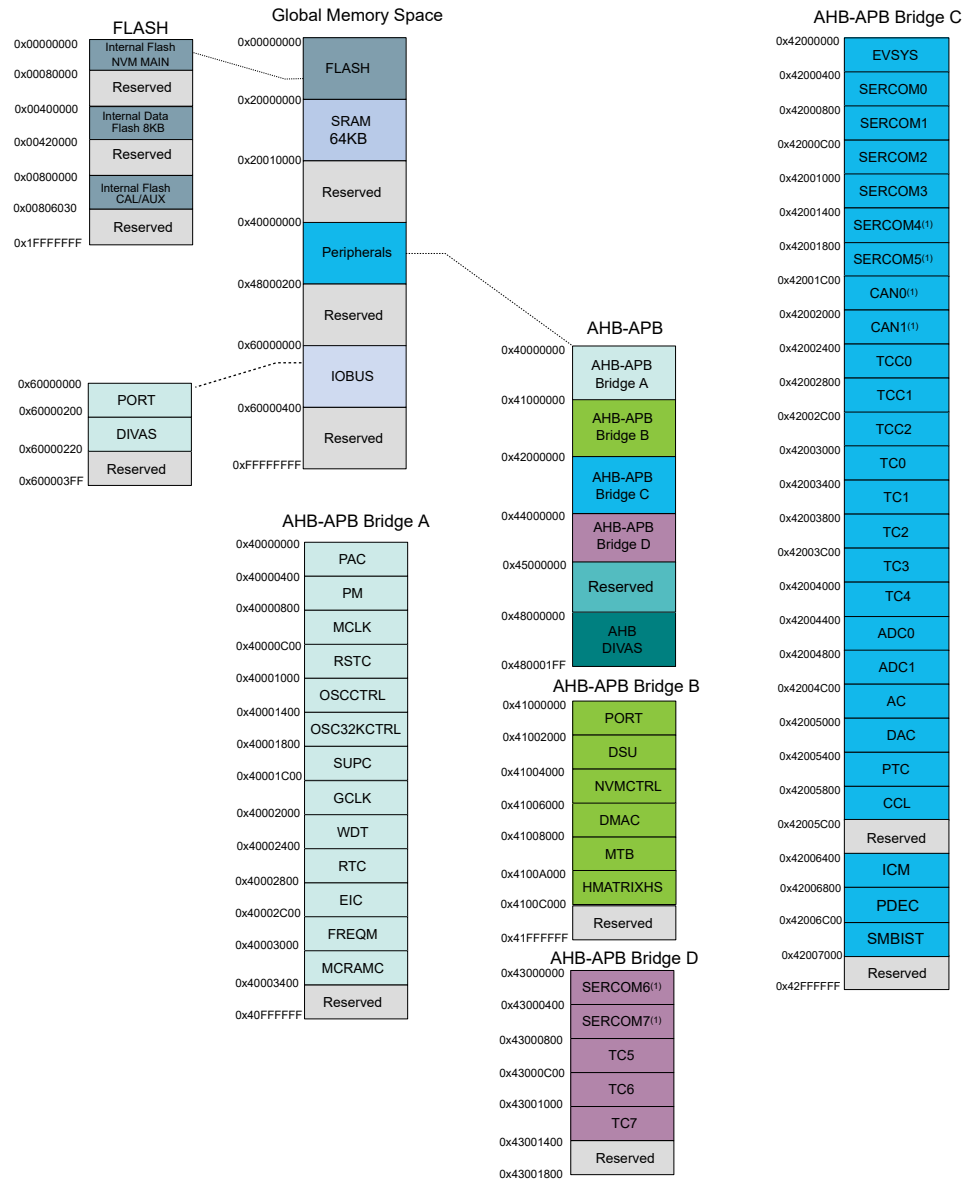 FLASH
0x00000000
Internal Flash
NVM MAIN
0x00080000
Reserved
0x00400000
Internal Data
Flash 8KB
0x00420000
Reserved
0x00800000
Internal Flash
CAL/AUX
0x00806030
Reserved
0x1FFFFFFF
Global Memory Space
0x00000000
FLASH
0x20000000
SRAM
64KB
0x20010000
Reserved
0x40000000
Peripherals
0x48000200
Reserved
0x60000000
IOBUS
0x60000400
Reserved
0xFFFFFFFF
0x60000000
PORT
0x60000200
DIVAS
0x60000220
Reserved
0x600003FF
AHB-APB
0x40000000
AHB-APB
Bridge A
0x41000000
AHB-APB
Bridge B
0x42000000
AHB-APB
Bridge C
0x44000000
AHB-APB
Bridge D
0x45000000
Reserved
0x48000000
AHB
DIVAS
0x480001FF
AHB-APB Bridge A
0x40000000
PAC
0x40000400
PM
0x40000800
MCLK
0x40000C00
RSTC
0x40001000
OSCCTRL
0x40001400
OSC32KCTRL
0x40001800
SUPC
0x40001C00
GCLK
0x40002000
WDT
0x40002400
RTC
0x40002800
EIC
0x40002C00
FREQM
0x40003000
MCRAMC
0x40003400
Reserved
0x40FFFFFF
AHB-APB Bridge B
0x41000000
PORT
0x41002000
DSU
0x41004000
NVMCTRL
0x41006000
DMAC
0x41008000
MTB
0x4100A000
HMATRIXHS
0x4100C000
Reserved
0x41FFFFFF
AHB-APB Bridge D
0x43000000
SERCOM6(1)
0x43000400
SERCOM7(1)
0x43000800
TC5
0x43000C00
TC6
0x43001000
TC7
0x43001400
Reserved
0x43001800
AHB-APB Bridge C
0x42000000
EVSYS
0x42000400
SERCOM0
0x42000800
SERCOM1
0x42000C00
SERCOM2
0x42001000
SERCOM3
0x42001400
SERCOM4(1)
0x42001800
SERCOM5(1)
0x42001C00
CAN0(1)
0x42002000
CAN1(1)
0x42002400
TCC0
0x42002800
TCC1
0x42002C00
TCC2
0x42003000
TC0
0x42003400
TC1
0x42003800
TC2
0x42003C00
TC3
0x42004000
TC4
0x42004400
ADC0
0x42004800
ADC1
0x42004C00
AC
0x42005000
DAC
0x42005400
PTC
0x42005800
CCL
0x42005C00
Reserved
0x42006400
ICM
0x42006800
PDEC
0x42006C00
SMBIST
0x42007000
Reserved
0x42FFFFFF